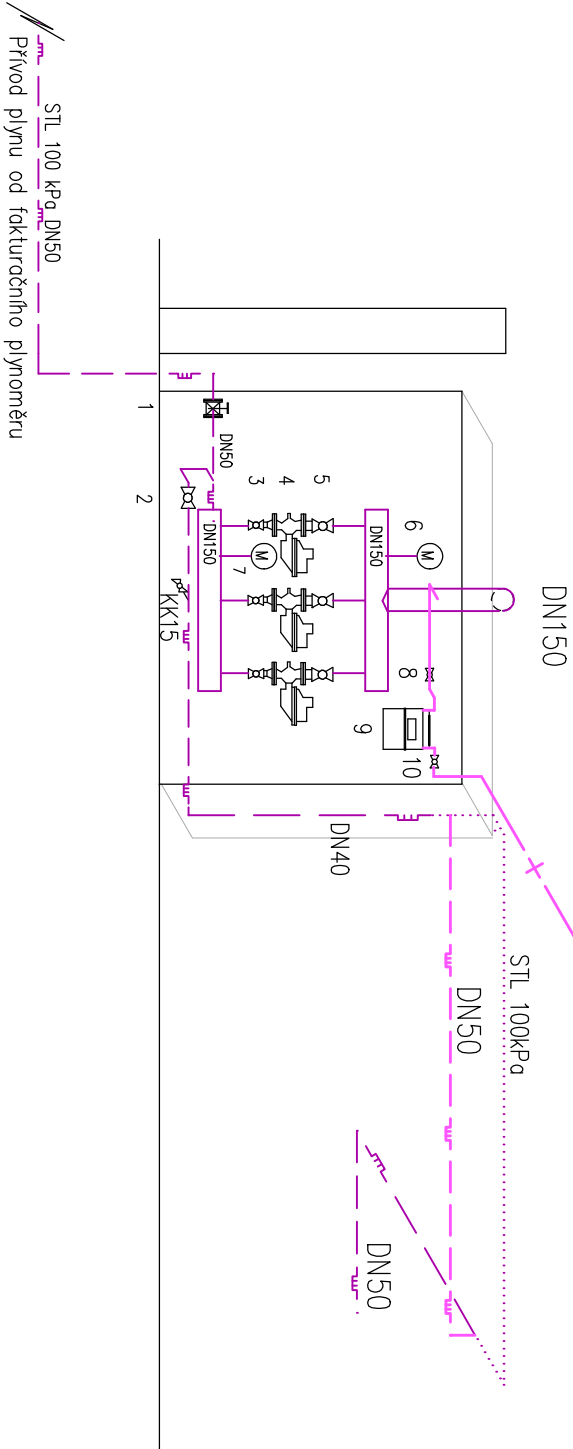 Přívod plynu od fakturačního plynoměru
STL 100 kPa DN50
1
2
DN50
3
4
5
6
7
DN150
DN150
M
M
KK15
8
9
10
DN150
DN40
STL 100kPa
DN50
DN50